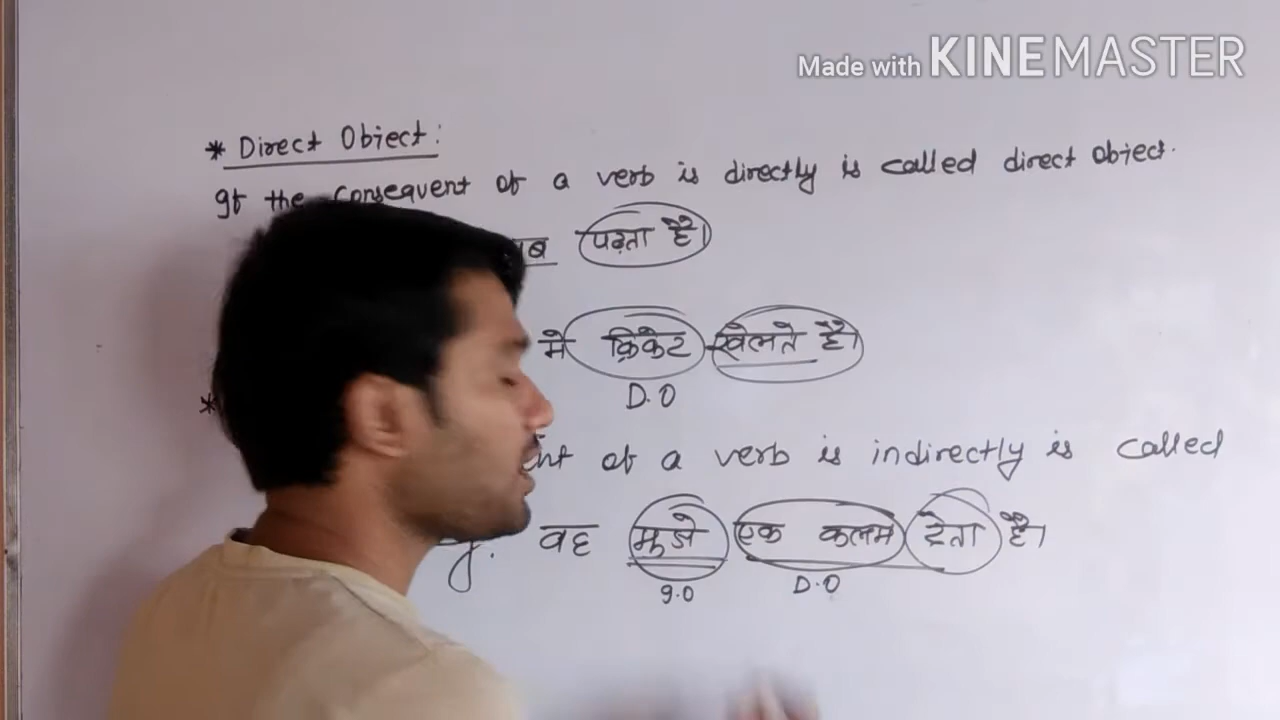 Made with KINEMASTER
* Direct Object:
If the consequent of a verb is directly is called direct object.
पढ़ता है।
में क्रिकेट खेलते है।
D.O
*
of a verb is indirectly is called
वह मुझे एक कलम देता है।
I.O D.O